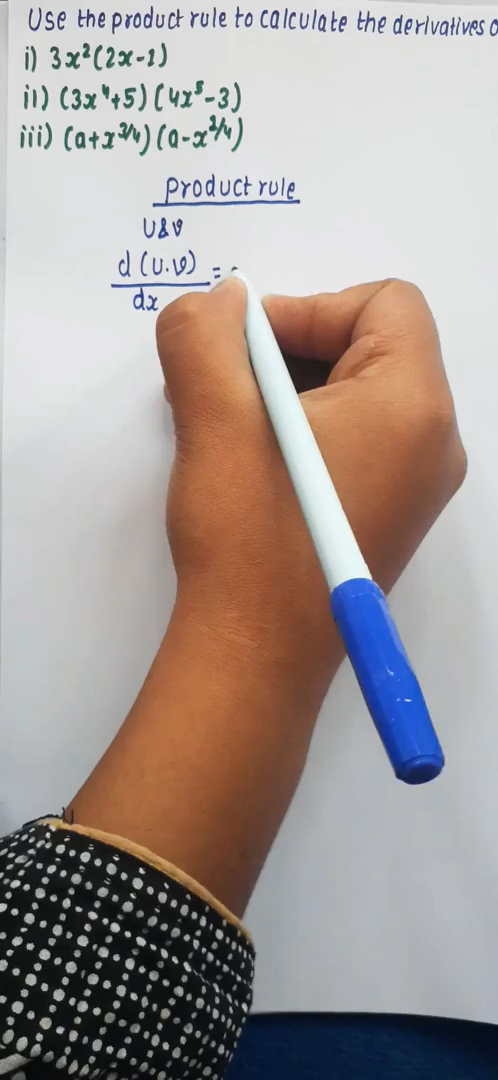 Use the product rule to calculate the derivatives
i) 3x²(2x-1)
ii) (3x⁴+5)(4x⁵-3)
iii) (a+x^3/4)(a-x^3/4)
product rule
U&V
d(U.V)/dx =